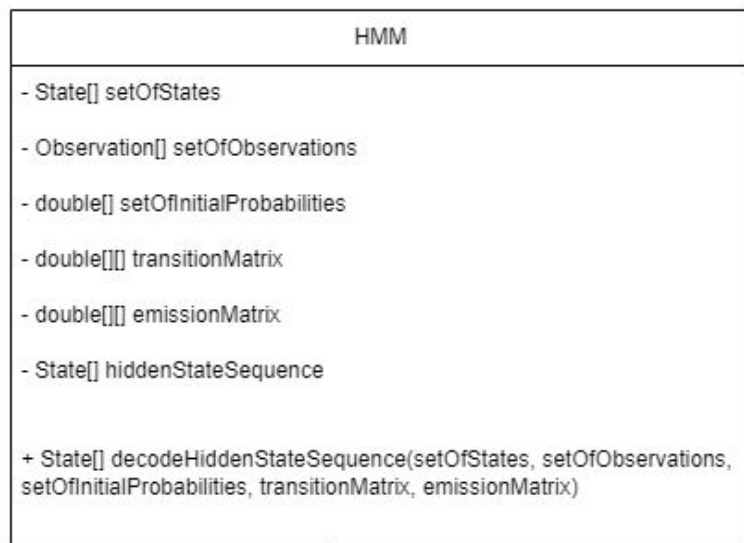 HMM
- State[] setOfStates
- Observation[] setOfObservations
- double[] setOfInitialProbabilities
- double[][] transitionMatrix
- double[][] emissionMatrix
- State[] hiddenStateSequence
+ State[] decodeHiddenStateSequence(setOfStates, setOfObservations,
setOfInitialProbabilities, transitionMatrix, emissionMatrix)